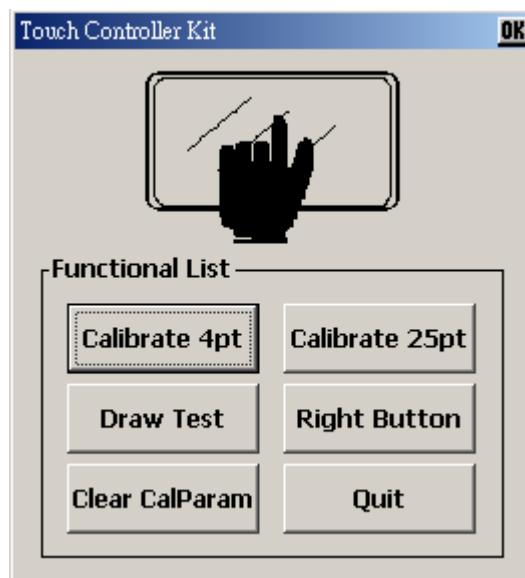 Touch Controller Kit OK
Functional List
Calibrate 4pt Calibrate 25pt
Draw Test Right Button
Clear CalParam Quit